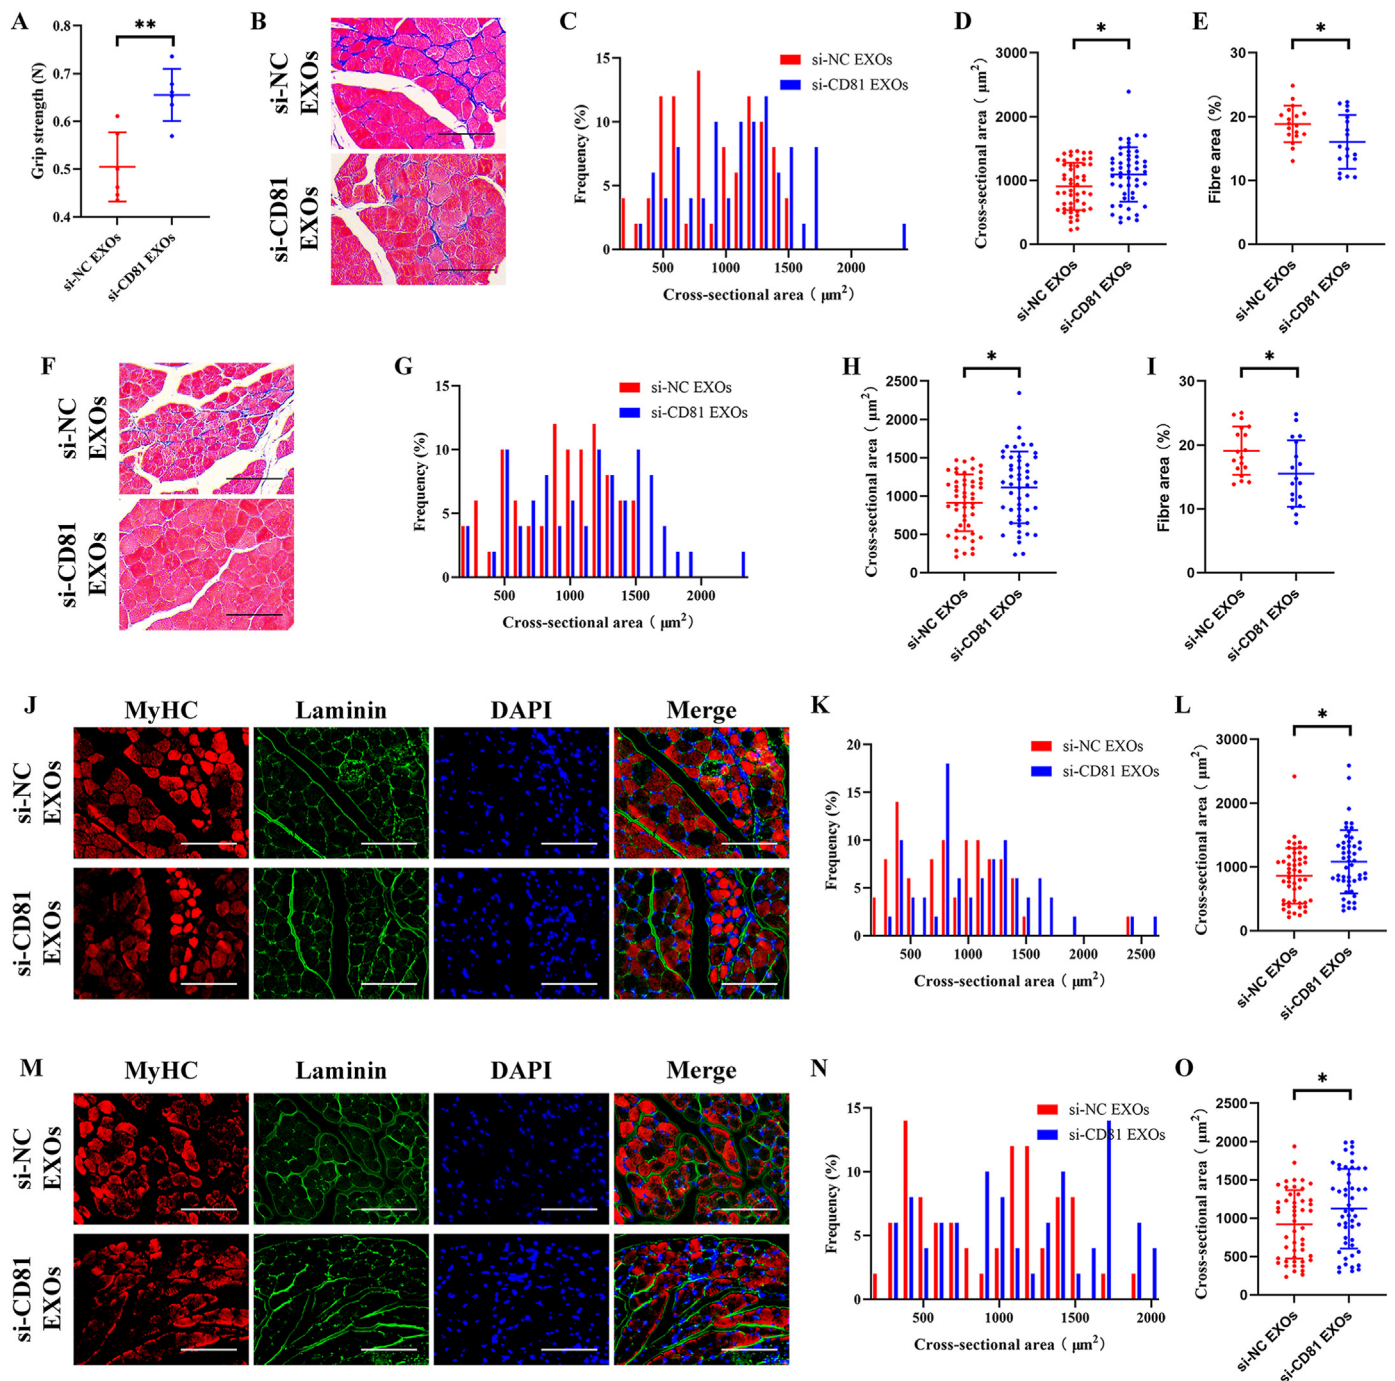 A
0.8
0.7
0.6
0.5
0.4
Grip strength (N)
**
si-NC EXOs
si-CD81 EXOs
B
si-NC
EXOs
si-CD81
EXOs
C
15
10
5
0
Frequency (%)
si-NC EXOs
si-CD81 EXOs
500
1000
1500
2000
Cross-sectional area ( μm²)
D
*
3000
2000
1000
0
Cross-sectional area ( μm²)
si-NC EXOs
si-CD81 EXOs
E
*
30
20
10
0
Fibre area (%)
si-NC EXOs
si-CD81 EXOs
F
si-NC
EXOs
si-CD81
EXOs
G
15
10
5
0
Frequency (%)
si-NC EXOs
si-CD81 EXOs
500
1000
1500
2000
Cross-sectional area ( μm²)
H
*
2500
2000
1500
1000
500
0
Cross-sectional area ( μm²)
si-NC EXOs
si-CD81 EXOs
I
*
30
20
10
0
Fibre area (%)
si-NC EXOs
si-CD81 EXOs
J
MyHC
Laminin
DAPI
Merge
si-NC
EXOs
si-CD81
EXOs
K
20
15
10
5
0
Frequency (%)
si-NC EXOs
si-CD81 EXOs
500
1000
1500
2000
2500
Cross-sectional area ( μm²)
L
*
3000
2000
1000
0
Cross-sectional area ( μm²)
si-NC EXOs
si-CD81 EXOs
M
MyHC
Laminin
DAPI
Merge
si-NC
EXOs
si-CD81
EXOs
N
15
10
5
0
Frequency (%)
si-NC EXOs
si-CD81 EXOs
500
1000
1500
2000
Cross-sectional area ( μm²)
O
*
2500
2000
1500
1000
500
0
Cross-sectional area ( μm²)
si-NC EXOs
si-CD81 EXOs